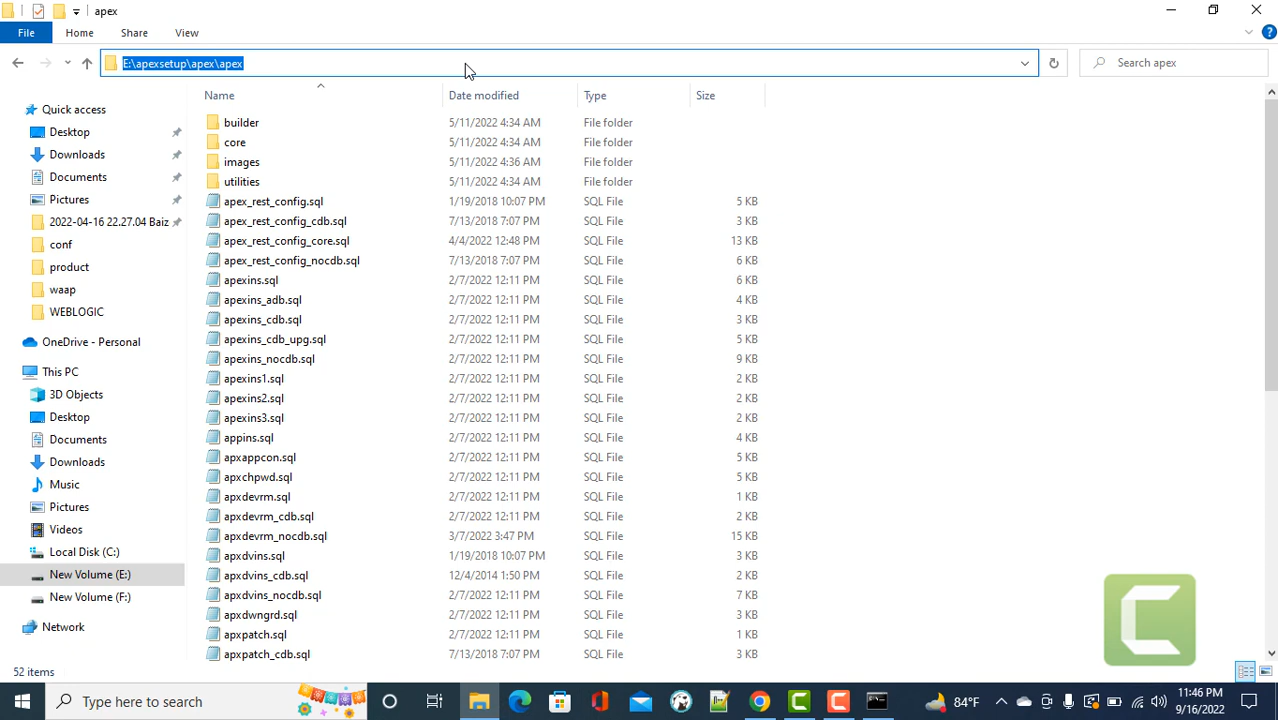 apex
File Home Share View
E:\apexsetup\apex\apex
Search apex
Name Date modified Type Size
Quick access
Desktop
Downloads
Documents
Pictures
2022-04-16 22.27.04 Baiz
conf
product
waap
WEBLOGIC
OneDrive - Personal
This PC
3D Objects
Desktop
Documents
Downloads
Music
Pictures
Videos
Local Disk (C:)
New Volume (E:)
New Volume (F:)
Network
builder 5/11/2022 4:34 AM File folder
core 5/11/2022 4:34 AM File folder
images 5/11/2022 4:36 AM File folder
utilities 5/11/2022 4:34 AM File folder
apex_rest_config.sql 1/19/2018 10:07 PM SQL File 5 KB
apex_rest_config_cdb.sql 7/13/2018 7:07 PM SQL File 3 KB
apex_rest_config_core.sql 4/4/2022 12:48 PM SQL File 13 KB
apex_rest_config_nocdb.sql 7/13/2018 7:07 PM SQL File 6 KB
apexins.sql 2/7/2022 12:11 PM SQL File 6 KB
apexins_adb.sql 2/7/2022 12:11 PM SQL File 4 KB
apexins_cdb.sql 2/7/2022 12:11 PM SQL File 3 KB
apexins_cdb_upg.sql 2/7/2022 12:11 PM SQL File 5 KB
apexins_nocdb.sql 2/7/2022 12:11 PM SQL File 9 KB
apexins1.sql 2/7/2022 12:11 PM SQL File 2 KB
apexins2.sql 2/7/2022 12:11 PM SQL File 2 KB
apexins3.sql 2/7/2022 12:11 PM SQL File 2 KB
appins.sql 2/7/2022 12:11 PM SQL File 4 KB
apxappcon.sql 2/7/2022 12:11 PM SQL File 5 KB
apxchpwd.sql 2/7/2022 12:11 PM SQL File 5 KB
apxdevrm.sql 2/7/2022 12:11 PM SQL File 1 KB
apxdevrm_cdb.sql 2/7/2022 12:11 PM SQL File 2 KB
apxdevrm_nocdb.sql 3/7/2022 3:47 PM SQL File 15 KB
apxdvins.sql 1/19/2018 10:07 PM SQL File 3 KB
apxdvins_cdb.sql 12/4/2014 1:50 PM SQL File 2 KB
apxdvins_nocdb.sql 2/7/2022 12:11 PM SQL File 7 KB
apxdwngrd.sql 2/7/2022 12:11 PM SQL File 3 KB
apxpatch.sql 2/7/2022 12:11 PM SQL File 1 KB
apxpatch_cdb.sql 7/13/2018 7:07 PM SQL File 3 KB
52 items
Type here to search
84°F
11:46 PM
9/16/2022